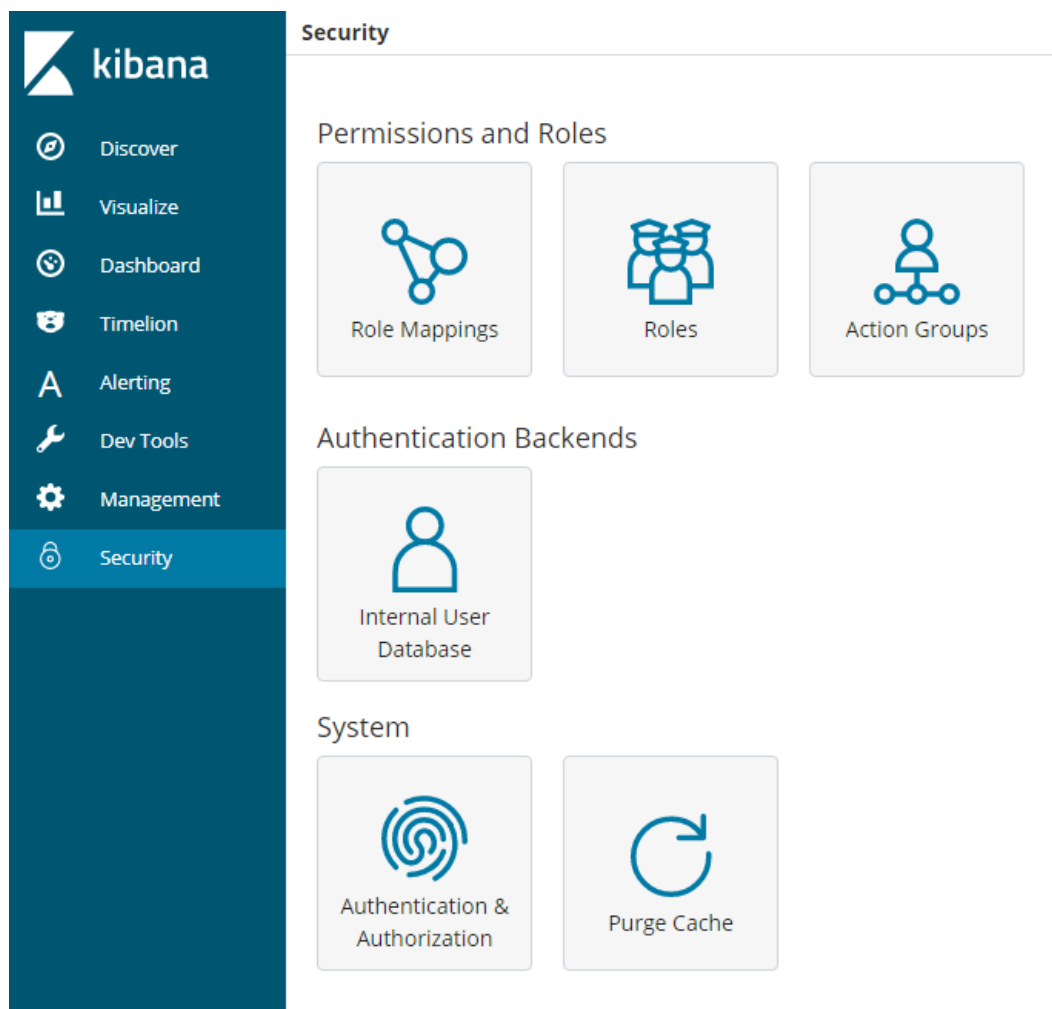 kibana
Discover
Visualize
Dashboard
Timelion
A Alerting
Dev Tools
Management
Security
Security
Permissions and Roles
Role Mappings
Roles
Action Groups
Authentication Backends
Internal User
Database
System
Authentication &
Authorization
Purge Cache